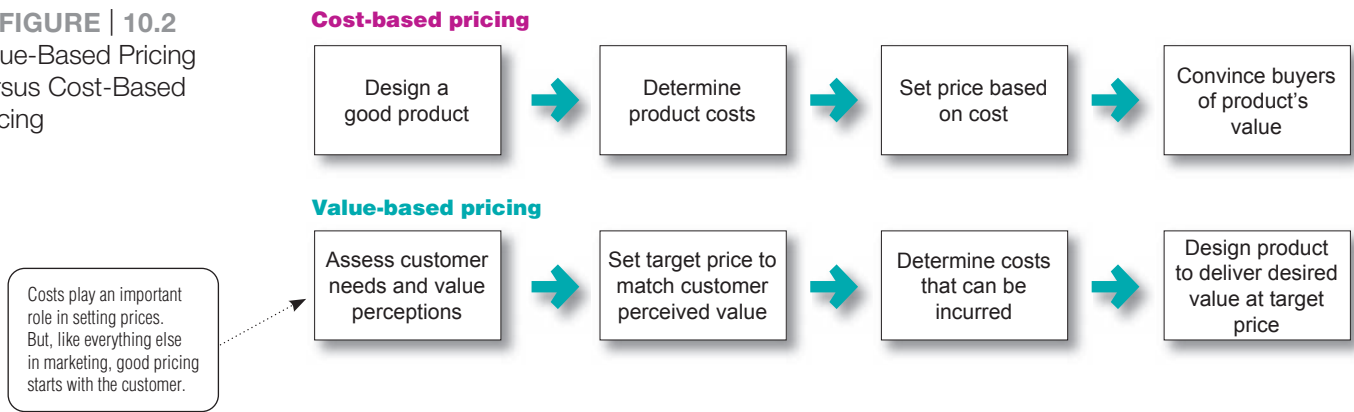 FIGURE | 10.2
ue-Based Pricing
rsus Cost-Based
cing
Cost-based pricing
Design a
good product
Determine
product costs
Set price based
on cost
Convince buyers
of product's
value
Value-based pricing
Assess customer
needs and value
perceptions
Set target price to
match customer
perceived value
Determine costs
that can be
incurred
Design product
to deliver desired
value at target
price
Costs play an important
role in setting prices.
But, like everything else
in marketing, good pricing
starts with the customer.